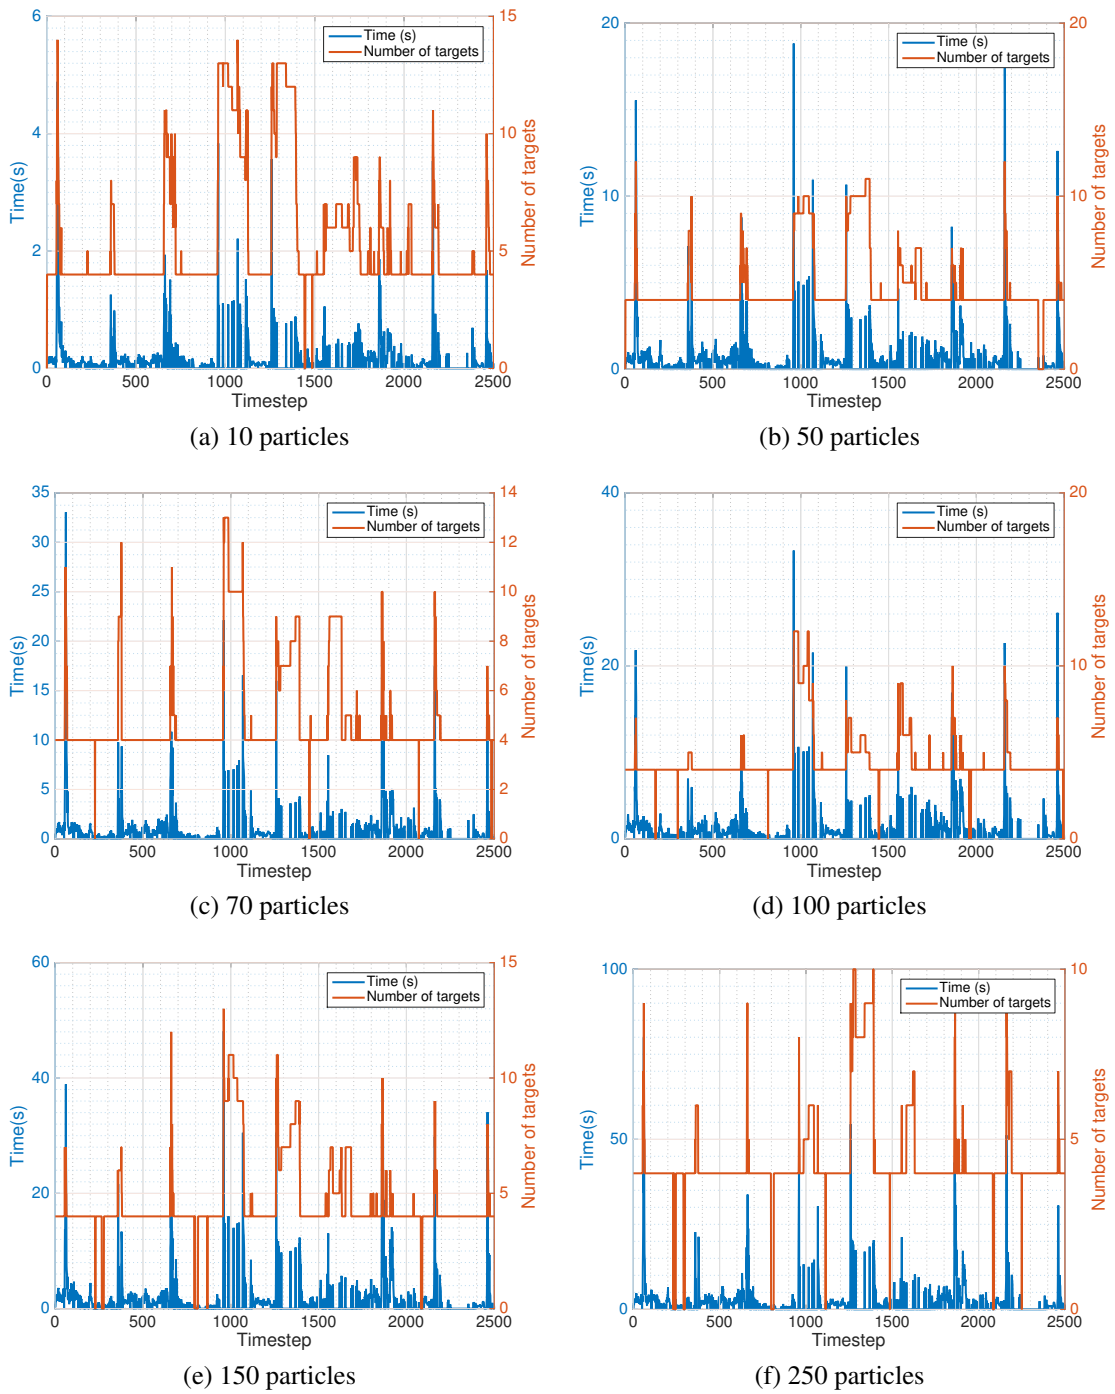 6
4
2
0
15
10
5
0
Time (s)
Number of targets
Time(s)
Number of targets
0 500 1000 1500 2000 2500
Timestep
(a) 10 particles
20
10
0
20
10
0
Time (s)
Number of targets
Time(s)
Number of targets
0 500 1000 1500 2000 2500
Timestep
(b) 50 particles
35
30
25
20
15
10
5
0
14
12
10
8
6
4
2
0
Time (s)
Number of targets
Time(s)
Number of targets
0 500 1000 1500 2000 2500
Timestep
(c) 70 particles
40
20
0
20
10
0
Time (s)
Number of targets
Time(s)
Number of targets
0 500 1000 1500 2000 2500
Timestep
(d) 100 particles
60
40
20
0
15
10
5
0
Time (s)
Number of targets
Time(s)
Number of targets
0 500 1000 1500 2000 2500
Timestep
(e) 150 particles
100
50
0
10
5
0
Time (s)
Number of targets
Time(s)
Number of targets
0 500 1000 1500 2000 2500
Timestep
(f) 250 particles